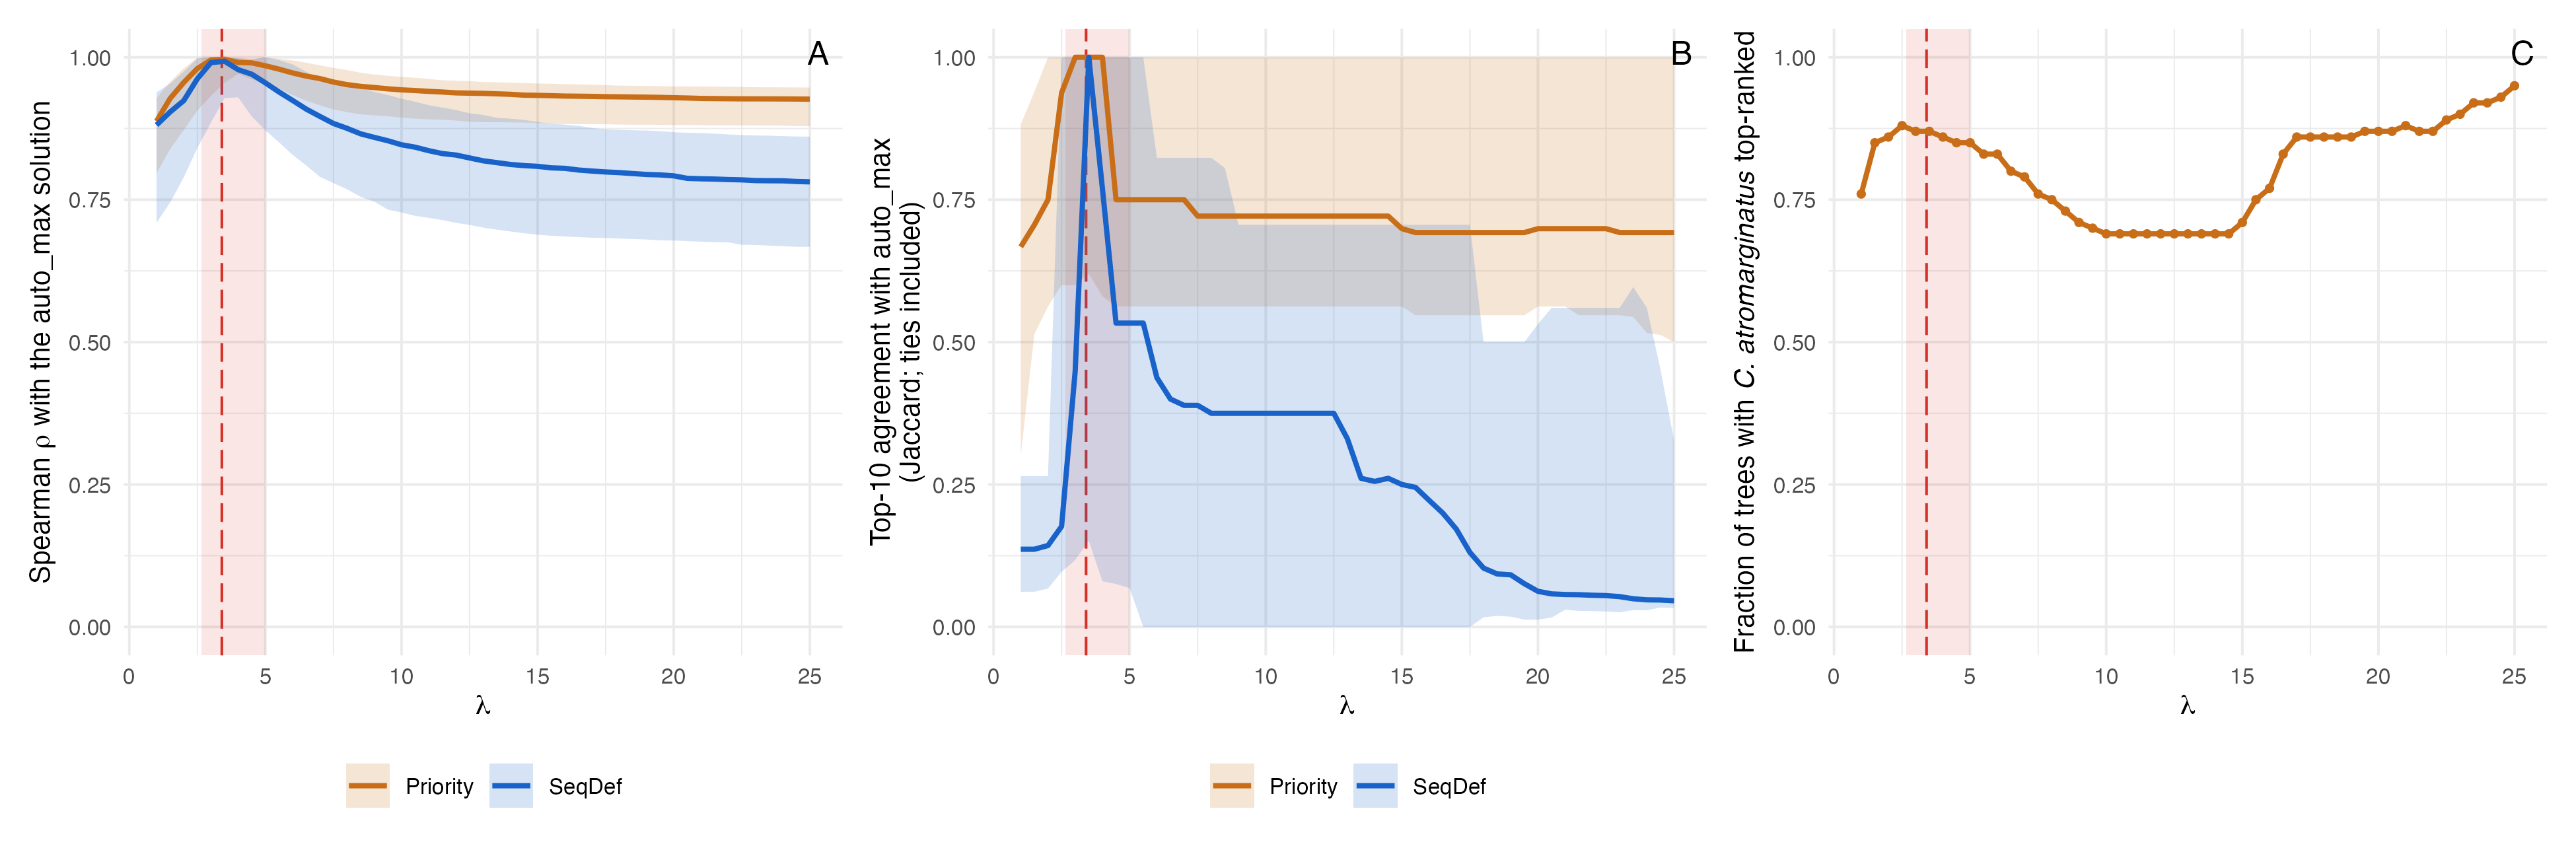 Spearman ρ with the auto_max solution
1.00
0.75
0.50
0.25
0.00
A
0
5
10
15
20
25
λ
Priority
SeqDef
Top-10 agreement with auto_max
(Jaccard; ties included)
1.00
0.75
0.50
0.25
0.00
B
0
5
10
15
20
25
λ
Priority
SeqDef
Fraction of trees with C. atromarginatus top-ranked
1.00
0.75
0.50
0.25
0.00
C
0
5
10
15
20
25
λ